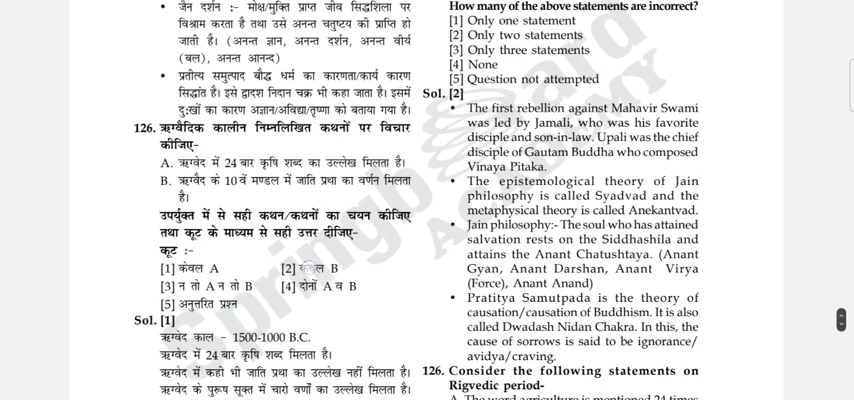 • जैन दर्शन :- मोक्ष/मुक्ति प्राप्त जीव सिद्धशिला पर
विश्राम करता है तथा उसे अनन्त चतुष्टय की प्राप्ति हो
जाती है। (अनन्त ज्ञान, अनन्त दर्शन, अनन्त वीर्य
(बल), अनन्त आनन्द)
• प्रतीत्य समुत्पाद बौद्ध धर्म का कारणता/कार्य कारण
सिद्धांत है। इसे द्वादश निदान चक्र भी कहा जाता है। इसमें
दुःखों का कारण अज्ञान/अविद्या/तृष्णा को बताया गया है।
126. ऋग्वैदिक कालीन निम्नलिखित कथनों पर विचार
कीजिए-
A. ऋग्वेद में 24 बार कृषि शब्द का उल्लेख मिलता है।
B. ऋग्वैद के 10 वें मण्डल में जाति प्रथा का वर्णन मिलता
है।
उपर्युक्त में से सही कथन/कथनों का चयन कीजिए
तथा कूट के माध्यम से सही उत्तर दीजिए-
कूट :-
[1] केवल A [2] केवल B
[3] न तो A न तो B [4] दोनों A व B
[5] अनुत्तरित प्रश्न
Sol. [1]
ऋग्वेद काल - 1500-1000 B.C.
ऋग्वेद में 24 बार कृषि शब्द मिलता है।
ऋग्वेद में कही भी जाति प्रथा का उल्लेख नहीं मिलता है।
ऋग्वेद के पुरूष सूक्त में चारो वर्णों का उल्लेख मिलता है।
How many of the above statements are incorrect?
[1] Only one statement
[2] Only two statements
[3] Only three statements
[4] None
[5] Question not attempted
Sol. [2]
• The first rebellion against Mahavir Swami
was led by Jamali, who was his favorite
disciple and son-in-law. Upali was the chief
disciple of Gautam Buddha who composed
Vinaya Pitaka.
• The epistemological theory of Jain
philosophy is called Syadvad and the
metaphysical theory is called Anekantvad.
• Jain philosophy:- The soul who has attained
salvation rests on the Siddhashila and
attains the Anant Chatushtaya. (Anant
Gyan, Anant Darshan, Anant Virya
(Force), Anant Anand)
• Pratitya Samutpada is the theory of
causation/causation of Buddhism. It is also
called Dwadash Nidan Chakra. In this, the
cause of sorrows is said to be ignorance/
avidya/craving.
126. Consider the following statements on
Rigvedic period-
A. The word agriculture is mentioned 24 times
Springboard
ACADEMY